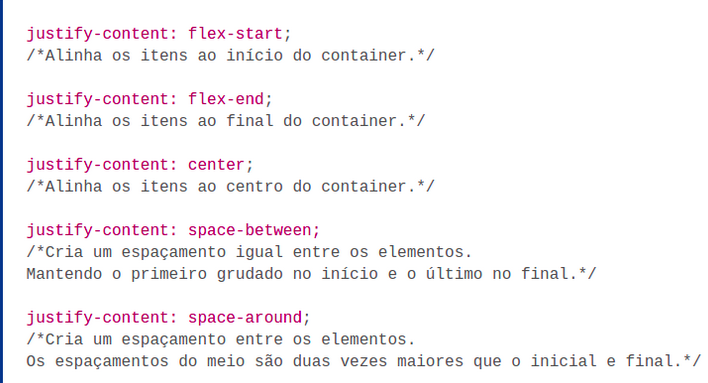 justify-content: flex-start;
/*Alinha os itens ao início do container.*/
justify-content: flex-end;
/*Alinha os itens ao final do container.*/
justify-content: center;
/*Alinha os itens ao centro do container.*/
justify-content: space-between;
/*Cria um espaçamento igual entre os elementos.
Mantendo o primeiro grudado no início e o último no final.*/
justify-content: space-around;
/*Cria um espaçamento entre os elementos.
Os espaçamentos do meio são duas vezes maiores que o inicial e final.*/